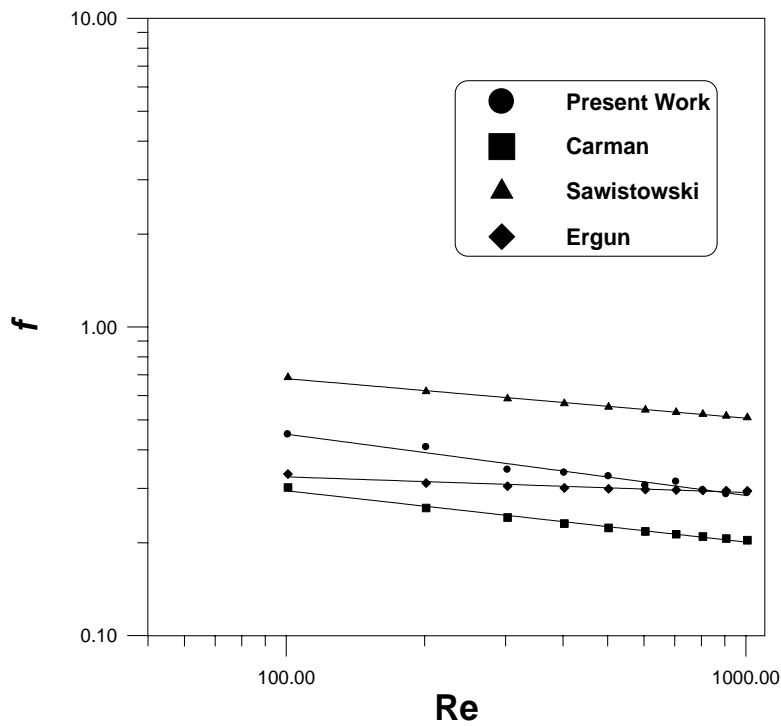 10.00
Present Work
Carman
Sawistowski
Ergun
f
1.00
0.10
100.00
1000.00
Re